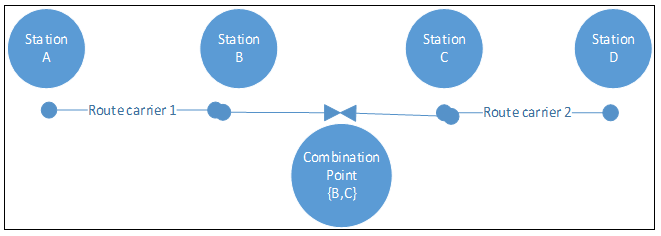 Station
A
Station
B
Station
C
Station
D
Route carrier 1
Route carrier 2
Combination
Point
{B,C}